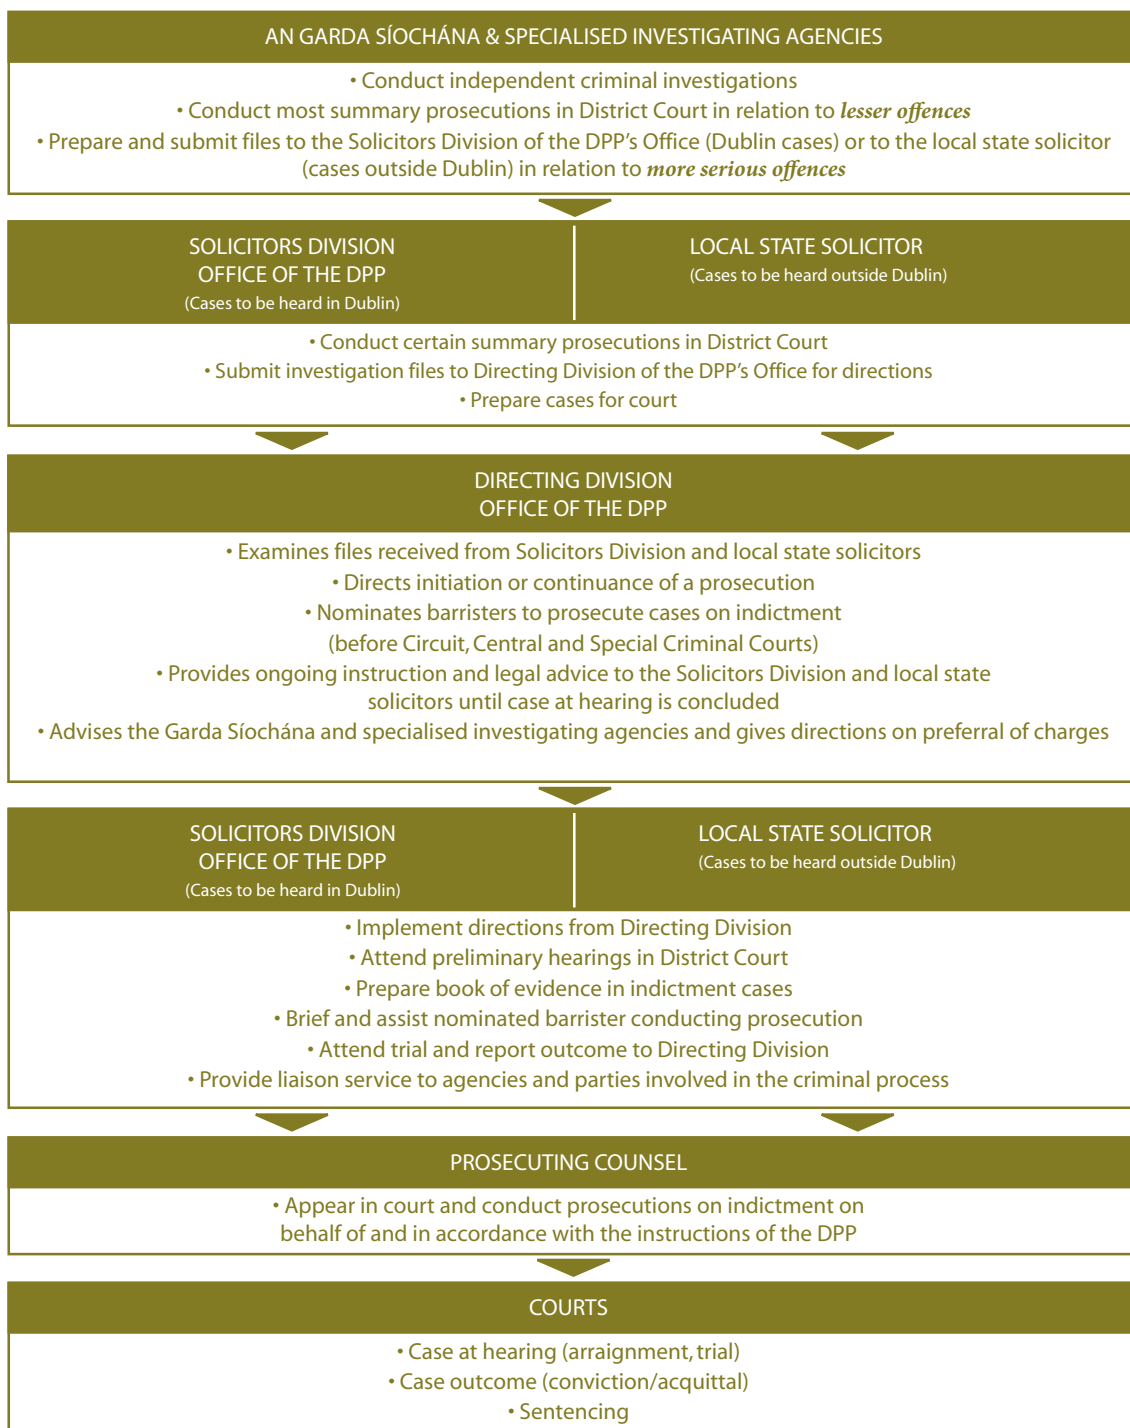 AN GARDA SÍOCHÁNA & SPECIALISED INVESTIGATING AGENCIES
• Conduct independent criminal investigations
• Conduct most summary prosecutions in District Court in relation to lesser offences
• Prepare and submit files to the Solicitors Division of the DPP's Office (Dublin cases) or to the local state solicitor
(cases outside Dublin) in relation to more serious offences
SOLICITORS DIVISION
OFFICE OF THE DPP
(Cases to be heard in Dublin)
LOCAL STATE SOLICITOR
(Cases to be heard outside Dublin)
• Conduct certain summary prosecutions in District Court
• Submit investigation files to Directing Division of the DPP's Office for directions
• Prepare cases for court
DIRECTING DIVISION
OFFICE OF THE DPP
• Examines files received from Solicitors Division and local state solicitors
• Directs initiation or continuance of a prosecution
• Nominates barristers to prosecute cases on indictment
(before Circuit, Central and Special Criminal Courts)
• Provides ongoing instruction and legal advice to the Solicitors Division and local state
solicitors until case at hearing is concluded
• Advises the Garda Síochána and specialised investigating agencies and gives directions on preferral of charges
SOLICITORS DIVISION
OFFICE OF THE DPP
(Cases to be heard in Dublin)
LOCAL STATE SOLICITOR
(Cases to be heard outside Dublin)
• Implement directions from Directing Division
• Attend preliminary hearings in District Court
• Prepare book of evidence in indictment cases
• Brief and assist nominated barrister conducting prosecution
• Attend trial and report outcome to Directing Division
• Provide liaison service to agencies and parties involved in the criminal process
PROSECUTING COUNSEL
• Appear in court and conduct prosecutions on indictment on
behalf of and in accordance with the instructions of the DPP
COURTS
• Case at hearing (arraignment, trial)
• Case outcome (conviction/acquittal)
• Sentencing